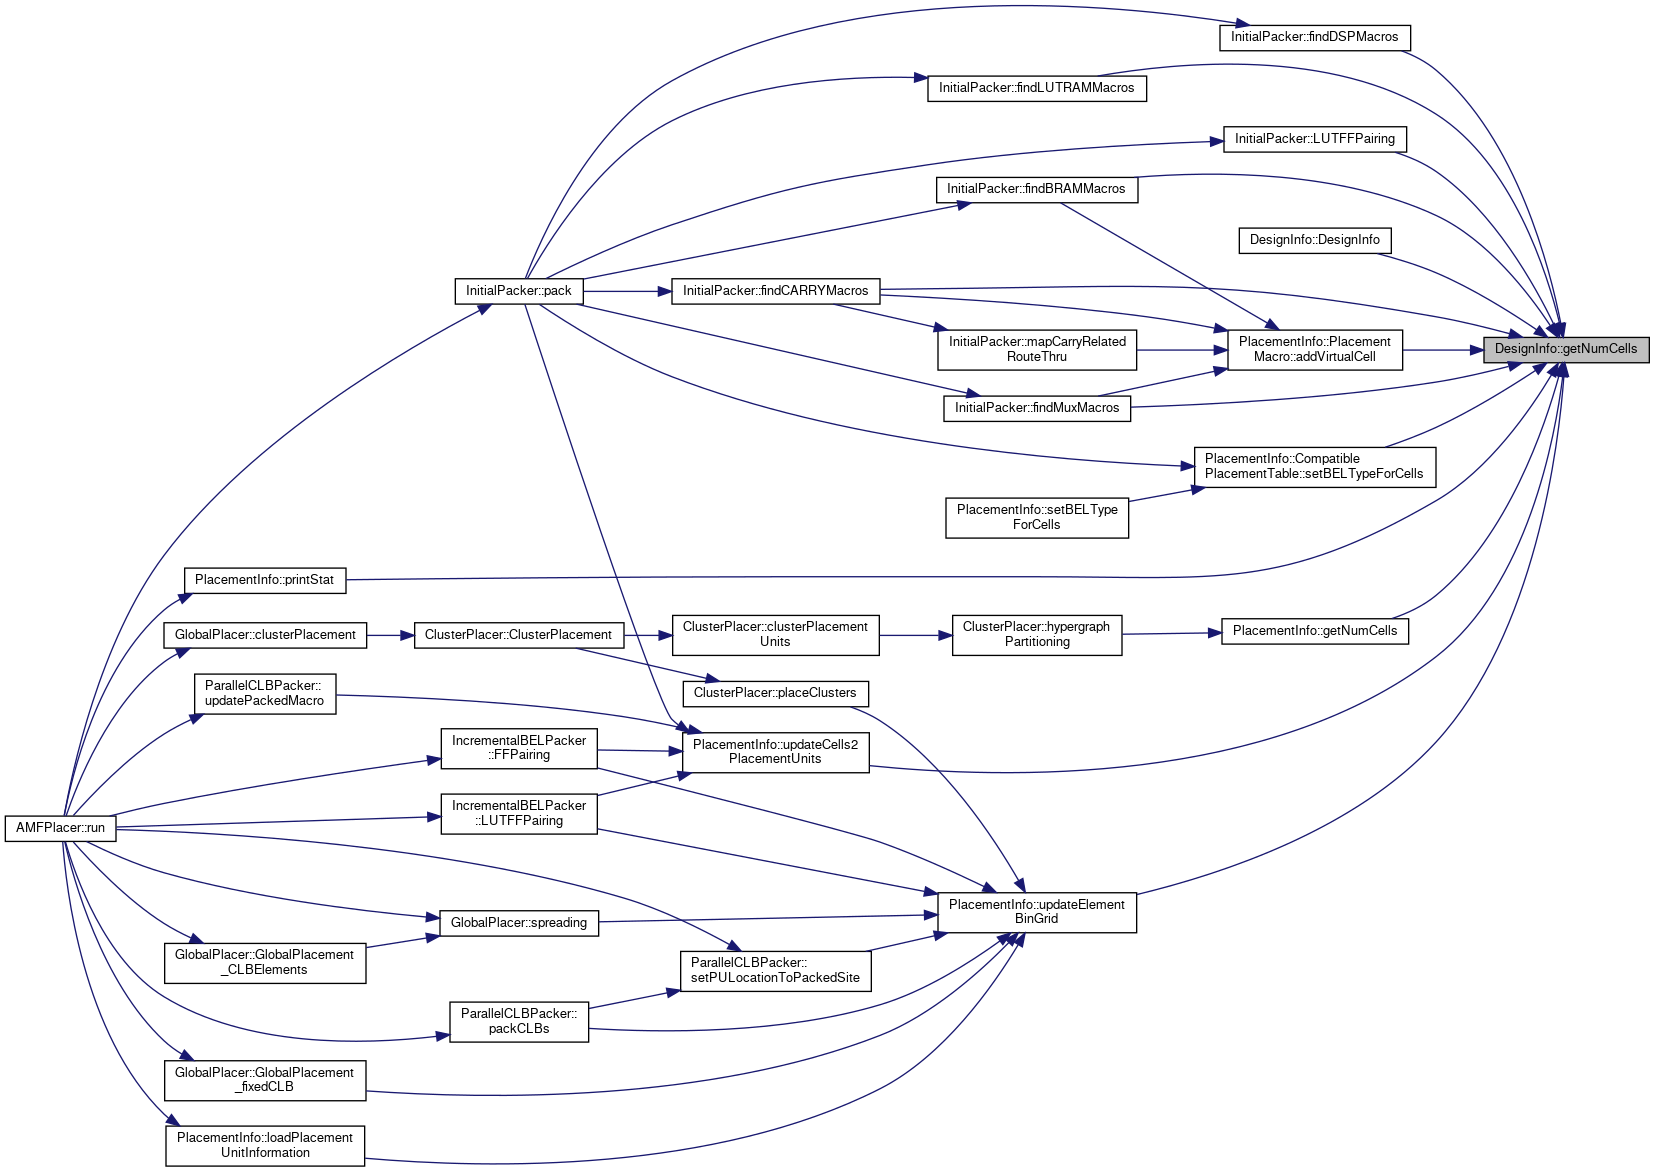 InitialPacker::findDSPMacros
InitialPacker::findLUTRAMMacros
InitialPacker::LUTFFPairing
InitialPacker::findBRAMMacros
DesignInfo::DesignInfo
InitialPacker::pack
InitialPacker::findCARRYMacros
InitialPacker::mapCarryRelated
RouteThru
PlacementInfo::Placement
Macro::addVirtualCell
DesignInfo::getNumCells
InitialPacker::findMuxMacros
PlacementInfo::Compatible
PlacementTable::setBELTypeForCells
PlacementInfo::setBELType
ForCells
PlacementInfo::printStat
GlobalPlacer::clusterPlacement
ClusterPlacer::ClusterPlacement
ClusterPlacer::clusterPlacement
Units
ClusterPlacer::hypergraph
Partitioning
PlacementInfo::getNumCells
ParallelCLBPacker::
updatePackedMacro
ClusterPlacer::placeClusters
IncrementalBELPacker
::FFPairing
PlacementInfo::updateCells2
PlacementUnits
IncrementalBELPacker
::LUTFFPairing
AMFPlacer::run
PlacementInfo::updateElement
BinGrid
GlobalPlacer::spreading
GlobalPlacer::GlobalPlacement
_CLBElements
ParallelCLBPacker::
setPULocationToPackedSite
ParallelCLBPacker::
packCLBs
GlobalPlacer::GlobalPlacement
_fixedCLB
PlacementInfo::loadPlacement
UnitInformation